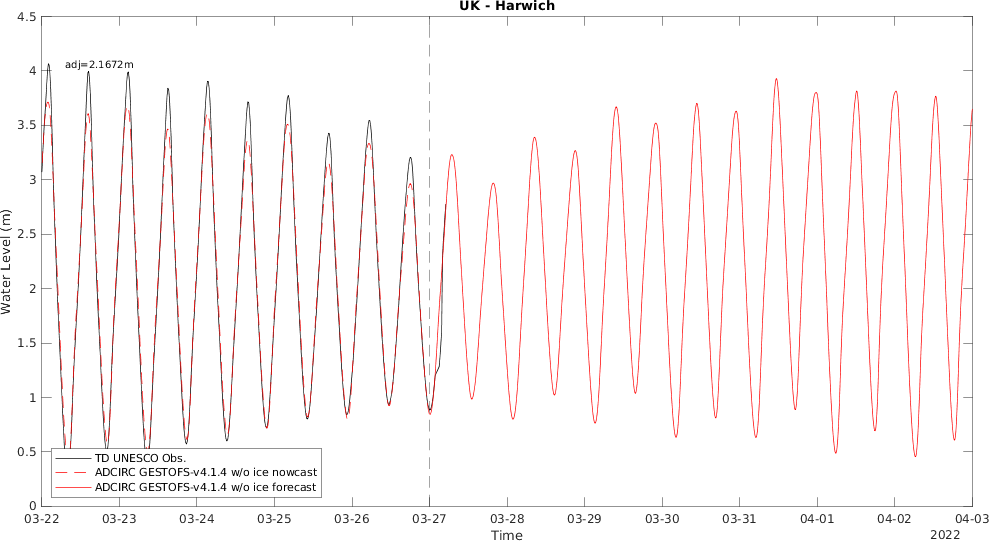 UK - Harwich
4.5
4
3.5
3
2.5
2
1.5
1
0.5
0
Water Level (m)
adj=2.1672m
TD UNESCO Obs.
ADCIRC GESTOFS-v4.1.4 w/o ice nowcast
ADCIRC GESTOFS-v4.1.4 w/o ice forecast
03-22 03-23 03-24 03-25 03-26 03-27 03-28 03-29 03-30 03-31 04-01 04-02 04-03
Time
2022